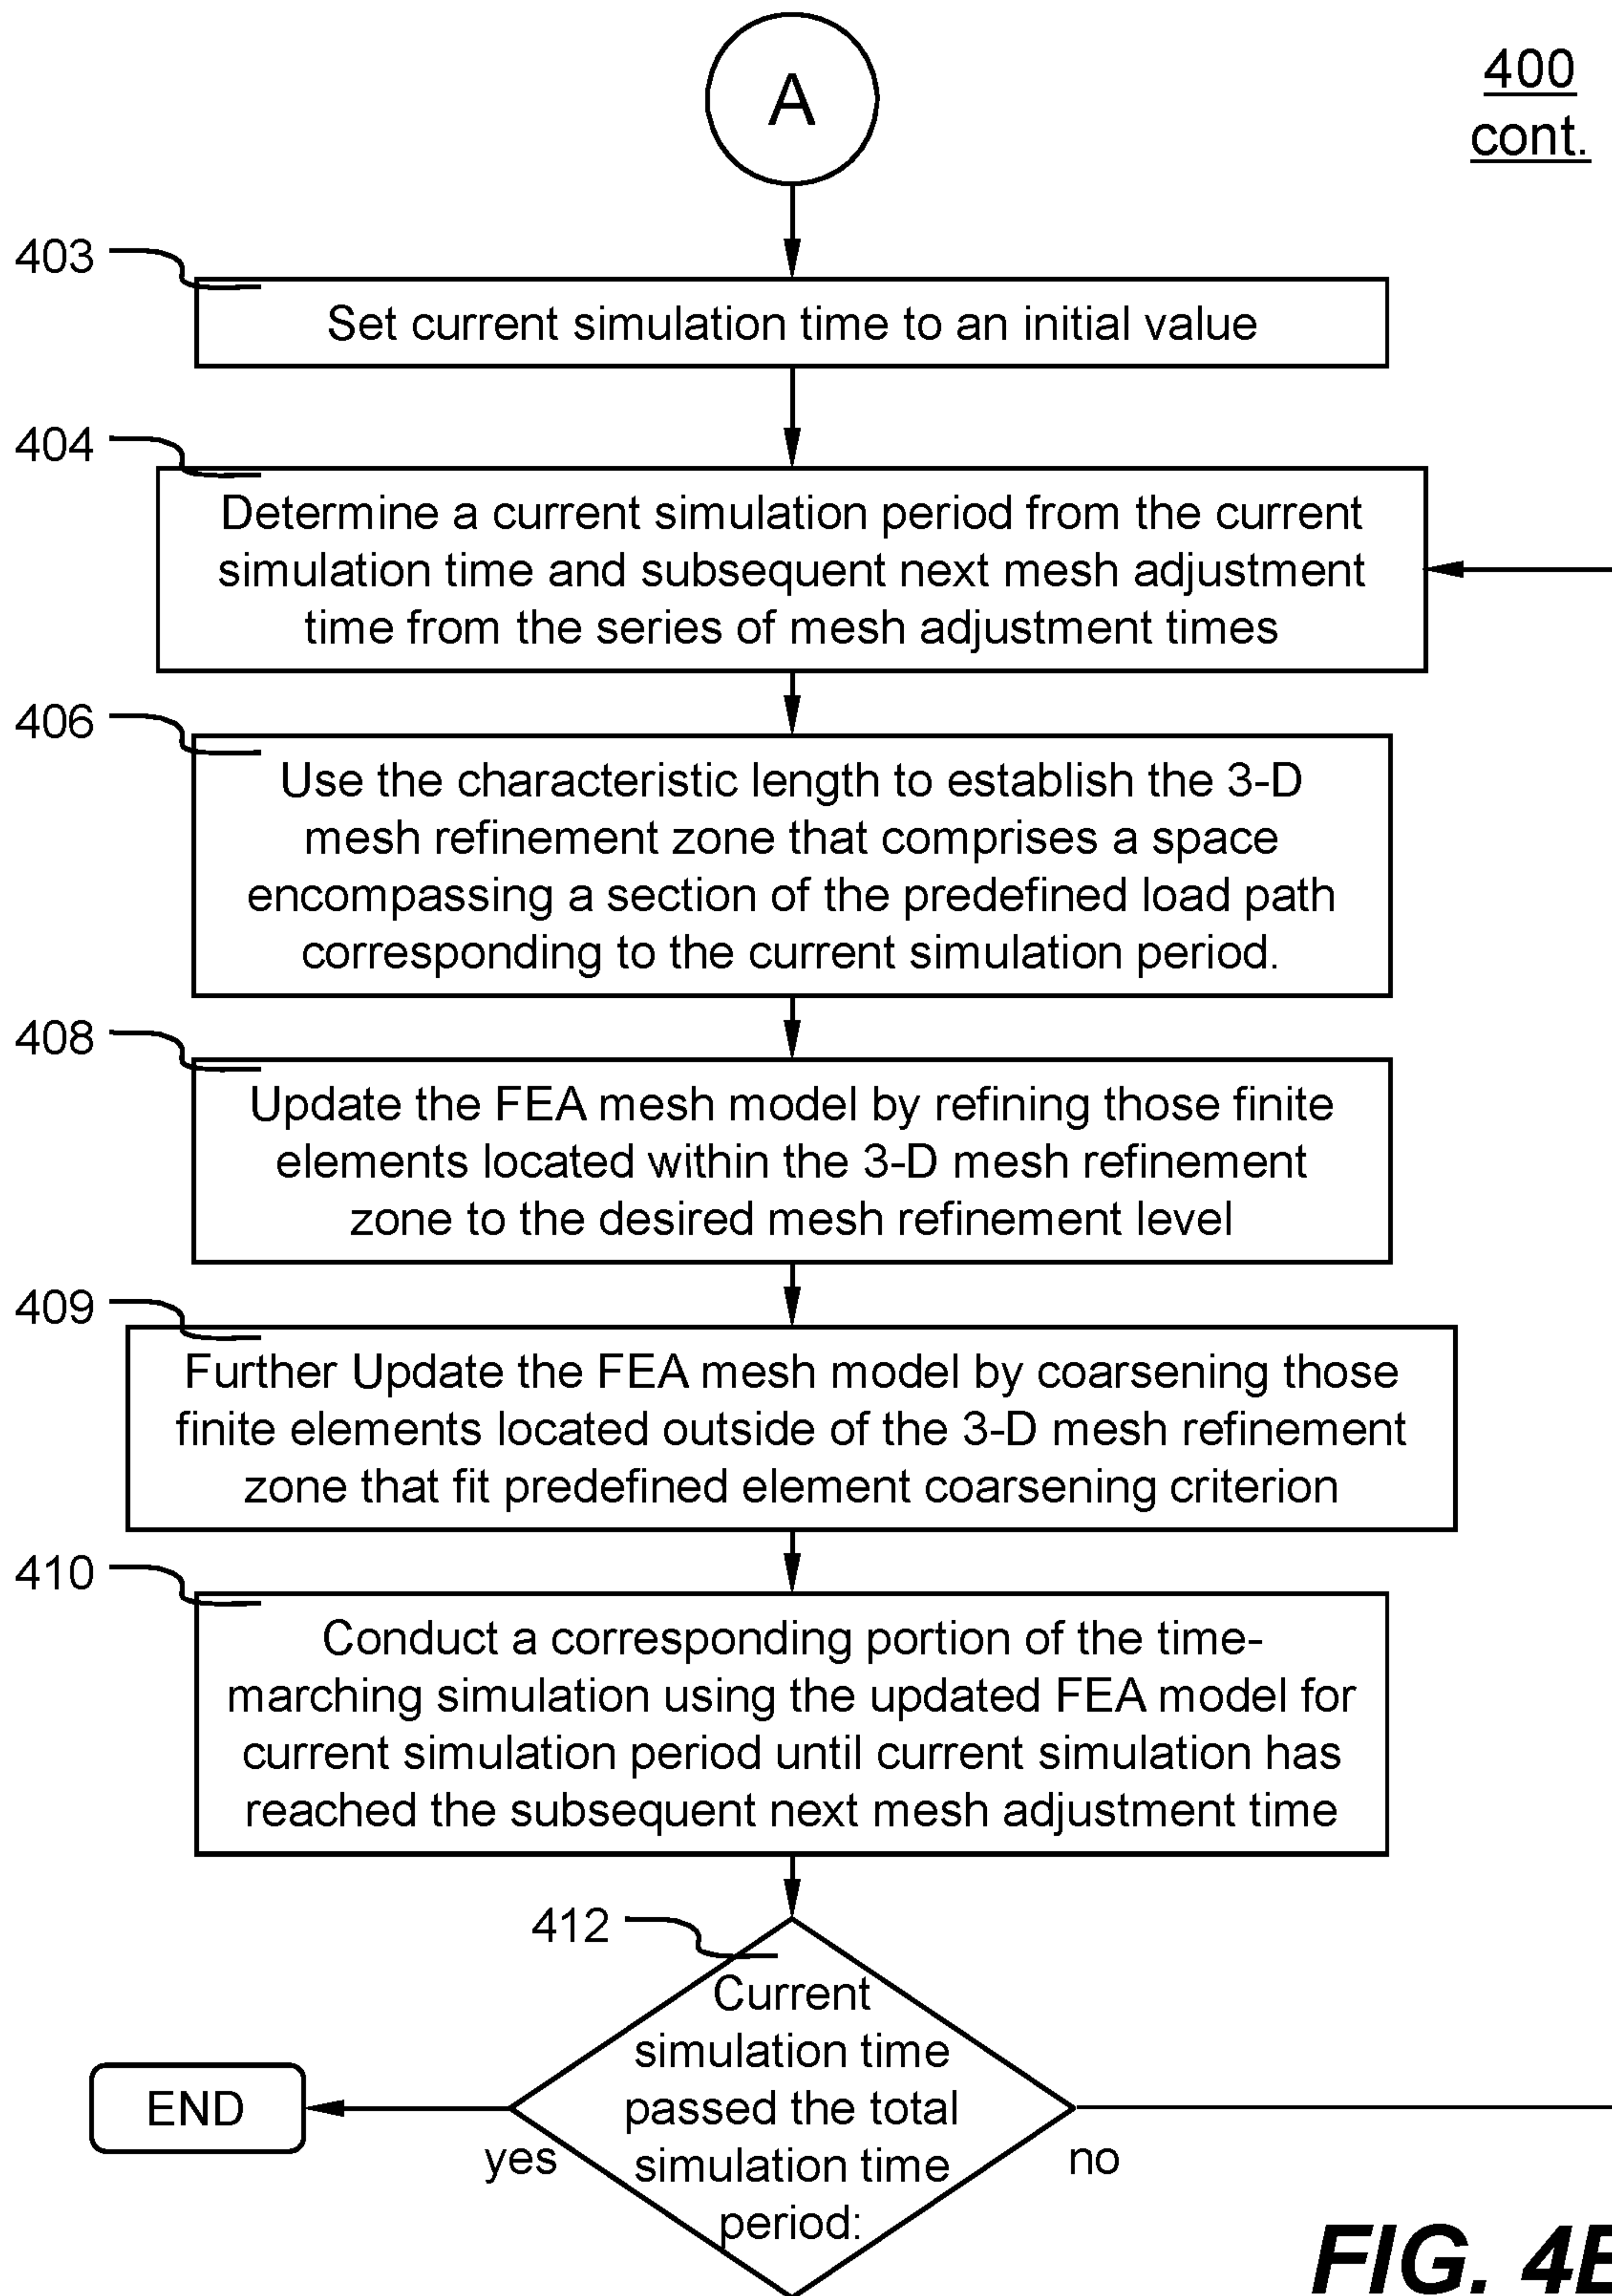 A
400
cont.
403
Set current simulation time to an initial value
404
Determine a current simulation period from the current
simulation time and subsequent next mesh adjustment
time from the series of mesh adjustment times
406
Use the characteristic length to establish the 3-D
mesh refinement zone that comprises a space
encompassing a section of the predefined load path
corresponding to the current simulation period.
408
Update the FEA mesh model by refining those finite
elements located within the 3-D mesh refinement
zone to the desired mesh refinement level
409
Further Update the FEA mesh model by coarsening those
finite elements located outside of the 3-D mesh refinement
zone that fit predefined element coarsening criterion
410
Conduct a corresponding portion of the time-
marching simulation using the updated FEA model for
current simulation period until current simulation has
reached the subsequent next mesh adjustment time
412
Current
simulation time
passed the total
simulation time
period:
END
yes
no
FIG. 4B